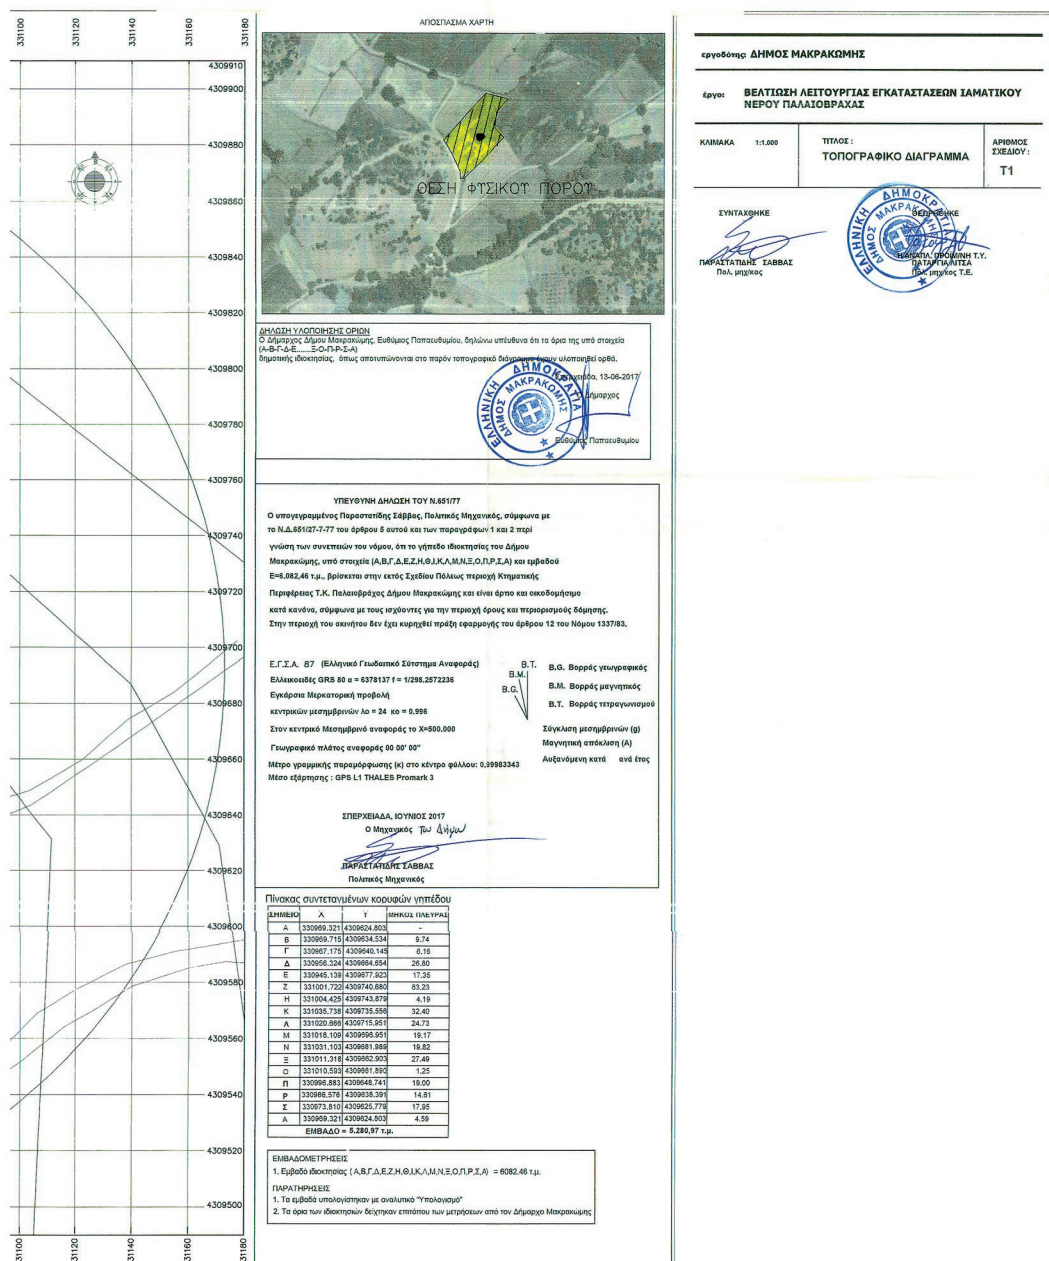 331100 331120 331140 331160 331180
4309910
4309900
4309880
4309860
4309840
4309820
4309800
4309780
4309760
4309740
4309720
4309700
4309680
4309660
4309640
4309620
4309600
4309580
4309560
4309540
4309520
4309500
31100 31120 31140 31160 31180
ΑΠΟΣΠΑΣΜΑ ΧΑΡΤΗ
ΘΕΣΗ ΦΥΣΙΚΟΥ ΠΟΡΟΥ
ΔΗΛΩΣΗ ΥΛΟΠΟΙΗΣΗΣ ΟΡΙΩΝ
Ο Δήμαρχος Δήμου Μακρακώμης, Ευθύμιος Παπαευθυμίου, δηλώνω υπεύθυνα ότι τα όρια της υπό στοιχεία
(Α-Β-Γ-Δ-Ε.......Ξ-Ο-Π-Ρ-Σ-Α)
δημοτικής ιδιοκτησίας, όπως αποτυπώνονται στο παρόν τοπογραφικό διάγραμμα έχουν υλοποιηθεί ορθά.
Σπερχειάδα, 13-06-2017
Ο Δήμαρχος
ΕΛΛΗΝΙΚΗ ΔΗΜΟΚΡΑΤΙΑ
ΔΗΜΟΣ ΜΑΚΡΑΚΩΜΗΣ
Ευθύμιος Παπαευθυμίου
ΥΠΕΥΘΥΝΗ ΔΗΛΩΣΗ ΤΟΥ Ν.651/77
Ο υπογεγραμμένος Παραστατίδης Σάββας, Πολιτικός Μηχανικός, σύμφωνα με
το Ν.Δ.651/27-7-77 του άρθρου 5 αυτού και των παραγράφων 1 και 2 περί
γνώση των συνεπειών του νόμου, ότι το γήπεδο ιδιοκτησίας του Δήμου
Μακρακώμης, υπό στοιχεία (Α,Β,Γ,Δ,Ε,Ζ,Η,Θ,Ι,Κ,Λ,Μ,Ν,Ξ,Ο,Π,Ρ,Σ,Α) και εμβαδού
Ε=6.082,46 τ.μ., βρίσκεται στην εκτός Σχεδίου Πόλεως περιοχή Κτηματικής
Περιφέρειας Τ.Κ. Παλαιοβράχας Δήμου Μακρακώμης και είναι άρτιο και οικοδομήσιμο
κατά κανόνα, σύμφωνα με τους ισχύοντες για την περιοχή όρους και περιορισμούς δόμησης.
Στην περιοχή του ακινήτου δεν έχει κυρηχθεί πράξη εφαρμογής του άρθρου 12 του Νόμου 1337/83.
Ε.Γ.Σ.Α. 87 (Ελληνικό Γεωδαιτικό Σύτστημα Αναφοράς)
Ελλεικοειδές GRS 80 α = 6378137 f = 1/298.2572236
Εγκάρσια Μερκατορική προβολή
κεντρικών μεσημβρινών λο = 24 κο = 0.996
Στον κεντρικό Μεσημβρινό αναφοράς το Χ=500.000
Γεωγραφικό πλάτος αναφοράς 00 00' 00"
Μέτρο γραμμικής παραμόρφωσης (κ) στο κέντρο φύλλου: 0,99983343
Μέσο εξάρτησης : GPS L1 THALES Promark 3
Β.Τ.
Β.Μ.
Β.G.
Β.G. Βορράς γεωγραφικός
Β.Μ. Βορράς μαγνητικός
Β.Τ. Βορράς τετραγωνισμού
Σύγκλιση μεσημβρινών (g)
Μαγνητική απόκλιση (Α)
Αυξανόμενη κατά ανά έτος
ΣΠΕΡΧΕΙΑΔΑ, ΙΟΥΝΙΟΣ 2017
Ο Μηχανικός του Δήμου
ΠΑΡΑΣΤΑΤΙΔΗΣ ΣΑΒΒΑΣ
Πολιτικός Μηχανικός
Πίνακας συντεταγμένων κορυφών γηπέδου
ΣΗΜΕΙΟ Χ Υ ΜΗΚΟΣ ΠΛΕΥΡΑΣ
Α 330969.321 4309624.803 -
Β 330969.715 4309634.534 9.74
Γ 330967.175 4309640.145 6.16
Δ 330956.324 4309664.654 26.80
Ε 330945.139 4309677.923 17.35
Ζ 331001.722 4309740.680 83.23
Η 331004.425 4309743.879 4.19
Κ 331035.738 4309735.556 32.40
Λ 331020.666 4309715.951 24.73
Μ 331018.109 4309696.951 19.17
Ν 331031.103 4309681.989 19.82
Ξ 331011.318 4309662.903 27.49
Ο 331010.593 4309661.890 1.25
Π 330996.883 4309648.741 19.00
Ρ 330986.576 4309638.391 14.61
Σ 330973.810 4309625.779 17.95
Α 330969.321 4309624.803 4.59
ΕΜΒΑΔΟ = 5.280,97 τ.μ.
ΕΜΒΑΔΟΜΕΤΡΗΣΕΙΣ
1. Εμβαδό ιδιοκτησίας ( Α,Β,Γ,Δ,Ε,Ζ,Η,Θ,Ι,Κ,Λ,Μ,Ν,Ξ,Ο,Π,Ρ,Σ,Α) = 6082,46 τ.μ.
ΠΑΡΑΤΗΡΗΣΕΙΣ
1. Τα εμβαδά υπολογίστηκαν με αναλυτικό "Υπολογισμό"
2. Τα όρια των ιδιοκτησιών δείχτηκαν επιτόπου των μετρήσεων από τον Δήμαρχο Μακρακώμης
εργοδότης: ΔΗΜΟΣ ΜΑΚΡΑΚΩΜΗΣ
έργο: ΒΕΛΤΙΩΣΗ ΛΕΙΤΟΥΡΓΙΑΣ ΕΓΚΑΤΑΣΤΑΣΕΩΝ ΙΑΜΑΤΙΚΟΥ
ΝΕΡΟΥ ΠΑΛΑΙΟΒΡΑΧΑΣ
ΚΛΙΜΑΚΑ 1:1.000
ΤΙΤΛΟΣ :
ΤΟΠΟΓΡΑΦΙΚΟ ΔΙΑΓΡΑΜΜΑ
ΑΡΙΘΜΟΣ
ΣΧΕΔΙΟΥ :
Τ1
ΣΥΝΤΑΧΘΗΚΕ
ΠΑΡΑΣΤΑΤΙΔΗΣ ΣΑΒΒΑΣ
Πολ. μηχ/κος
ΘΕΩΡΗΘΗΚΕ
ΕΛΛΗΝΙΚΗ ΔΗΜΟΚΡΑΤΙΑ
ΔΗΜΟΣ ΜΑΚΡΑΚΩΜΗΣ
Η ΑΝΑΠΛ. ΠΡΟΪΜ/ΝΗ Τ.Υ.
ΠΑΤΑΡΓΙΑ ΛΙΤΣΑ
Πολ. μηχ/κος Τ.Ε.